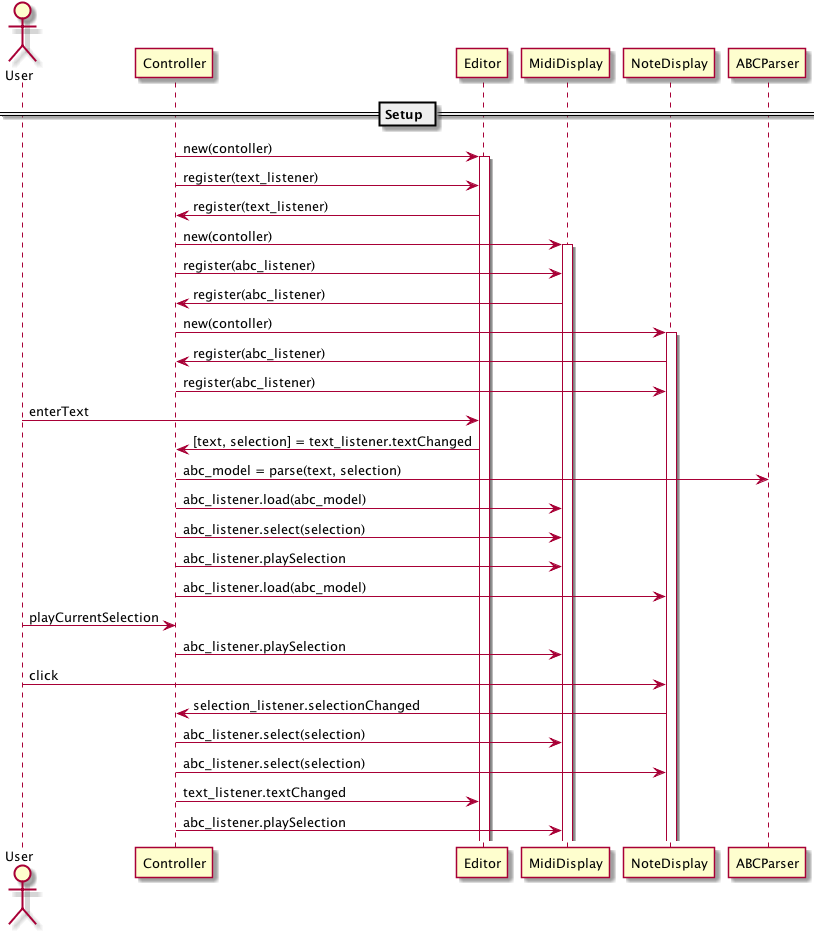 User
Controller
Editor
MidiDisplay
NoteDisplay
ABCParser
Setup
new(contoller)
register(text_listener)
register(text_listener)
new(contoller)
register(abc_listener)
register(abc_listener)
new(contoller)
register(abc_listener)
register(abc_listener)
enterText
[text, selection] = text_listener.textChanged
abc_model = parse(text, selection)
abc_listener.load(abc_model)
abc_listener.select(selection)
abc_listener.playSelection
abc_listener.load(abc_model)
playCurrentSelection
abc_listener.playSelection
click
selection_listener.selectionChanged
abc_listener.select(selection)
abc_listener.select(selection)
text_listener.textChanged
abc_listener.playSelection
User
Controller
Editor
MidiDisplay
NoteDisplay
ABCParser